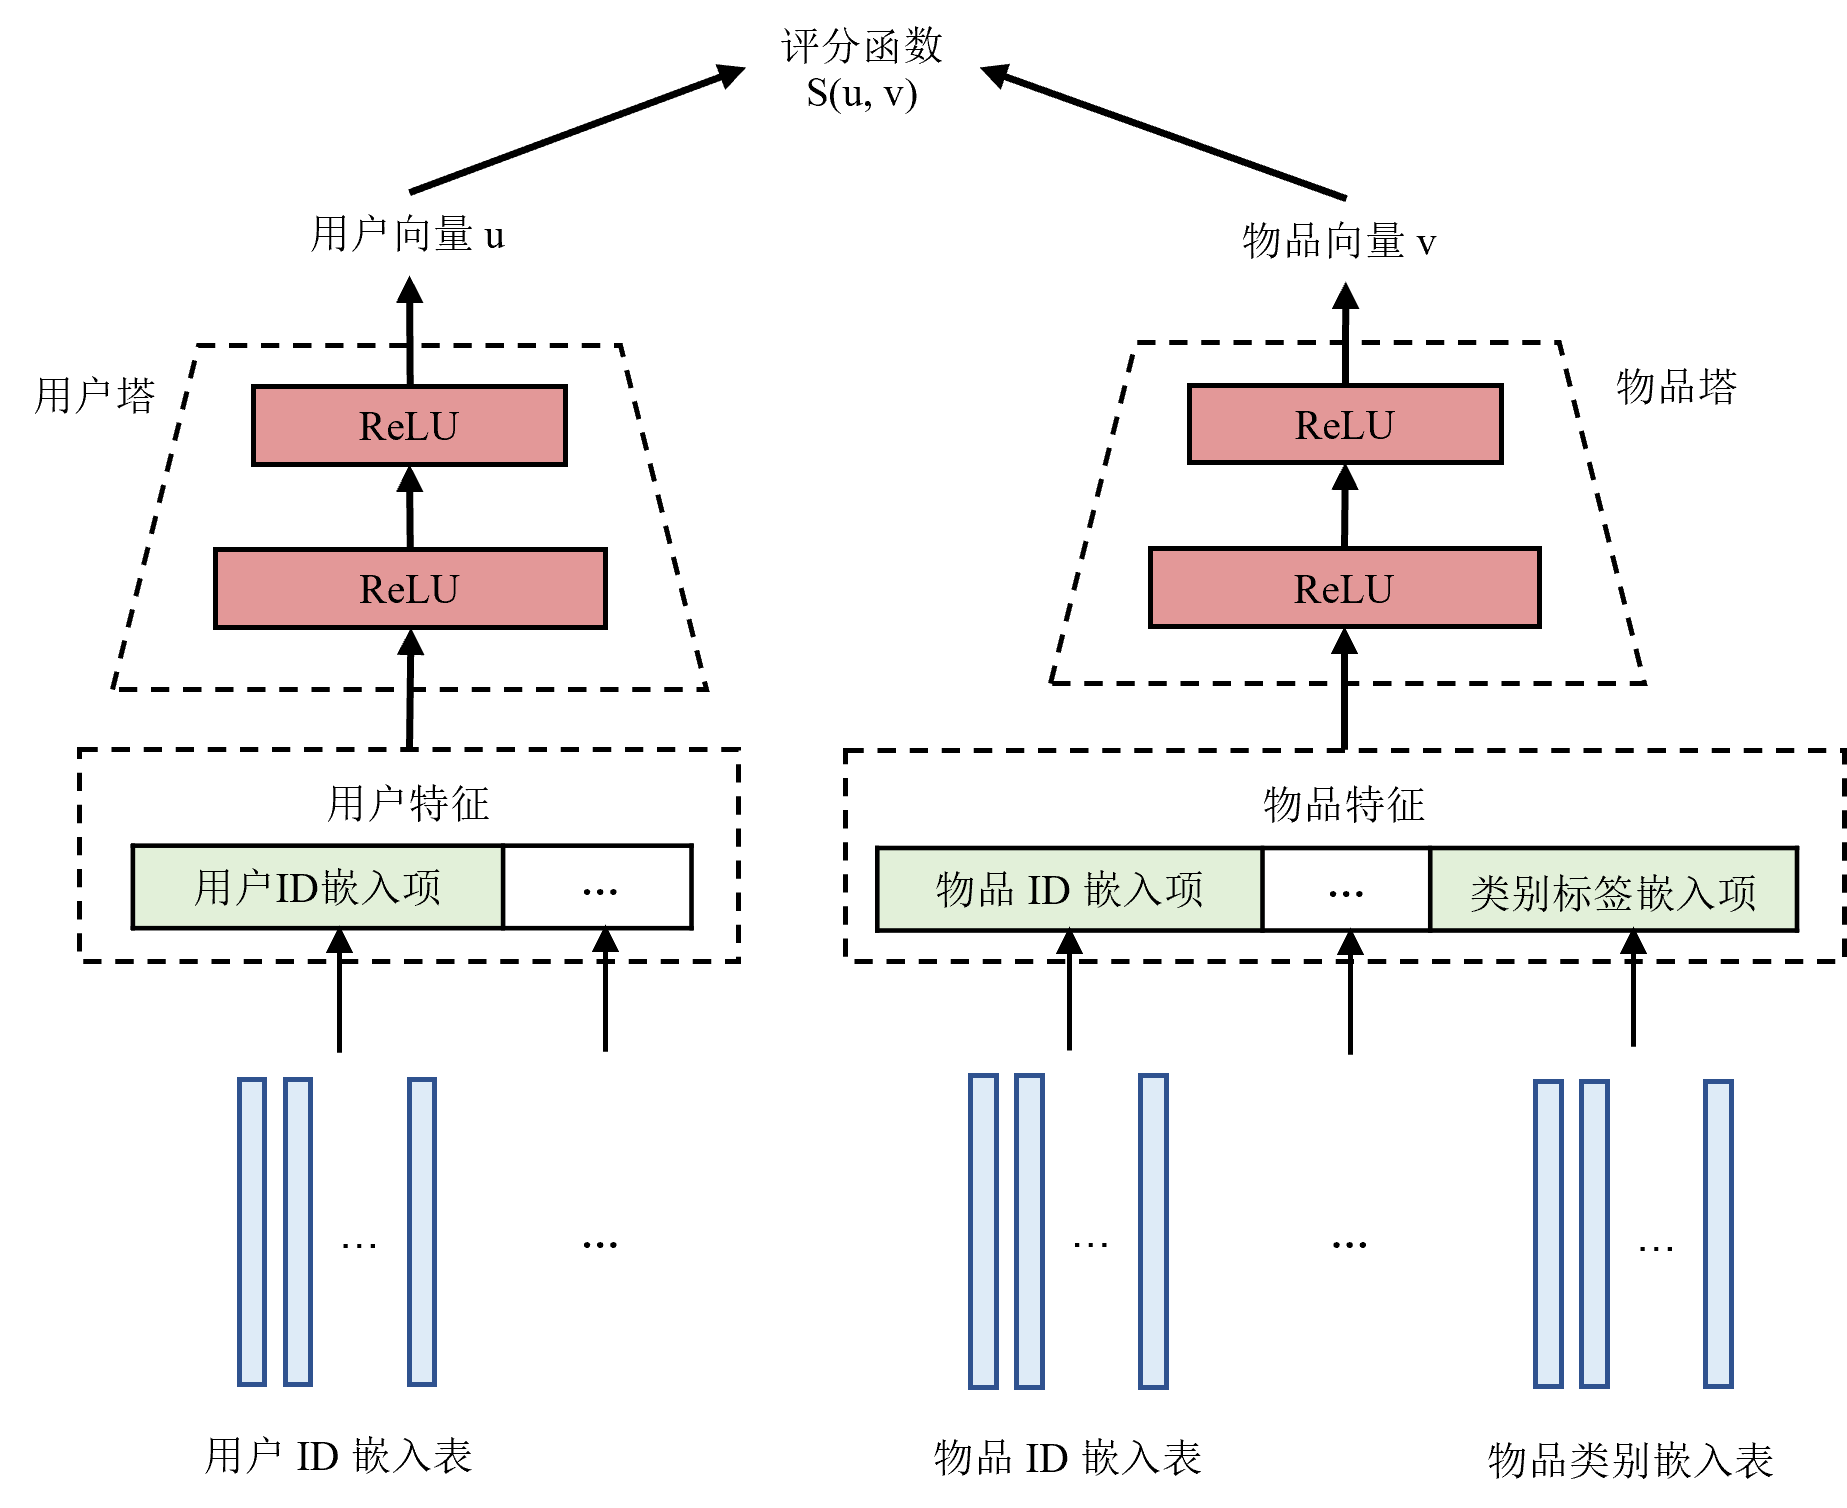 评分函数
S(u, v)
用户向量 u
物品向量 v
用户塔
物品塔
ReLU
ReLU
ReLU
ReLU
用户特征
物品特征
用户ID嵌入项
...
物品 ID 嵌入项
...
类别标签嵌入项
...
...
...
...
...
用户 ID 嵌入表
物品 ID 嵌入表
物品类别嵌入表